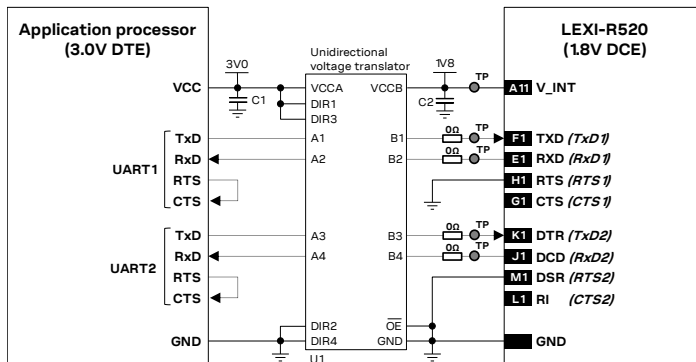 Application processor
(3.0V DTE)
LEXI-R520
(1.8V DCE)
Unidirectional
voltage translator
3V0
1V8
TP
VCC
VCCA
VCCB
A11
V_INT
C1
DIR1
C2
DIR3
TxD
A1
B1
0Ω
TP
F1
TXD (TxD1)
RxD
A2
B2
0Ω
TP
E1
RXD (RxD1)
UART1
RTS
H1
RTS (RTS1)
CTS
G1
CTS (CTS1)
TxD
A3
B3
0Ω
TP
K1
DTR (TxD2)
RxD
A4
B4
0Ω
TP
J1
DCD (RxD2)
UART2
RTS
M1
DSR (RTS2)
CTS
L1
RI (CTS2)
DIR2
OE
GND
DIR4
GND
GND
U1